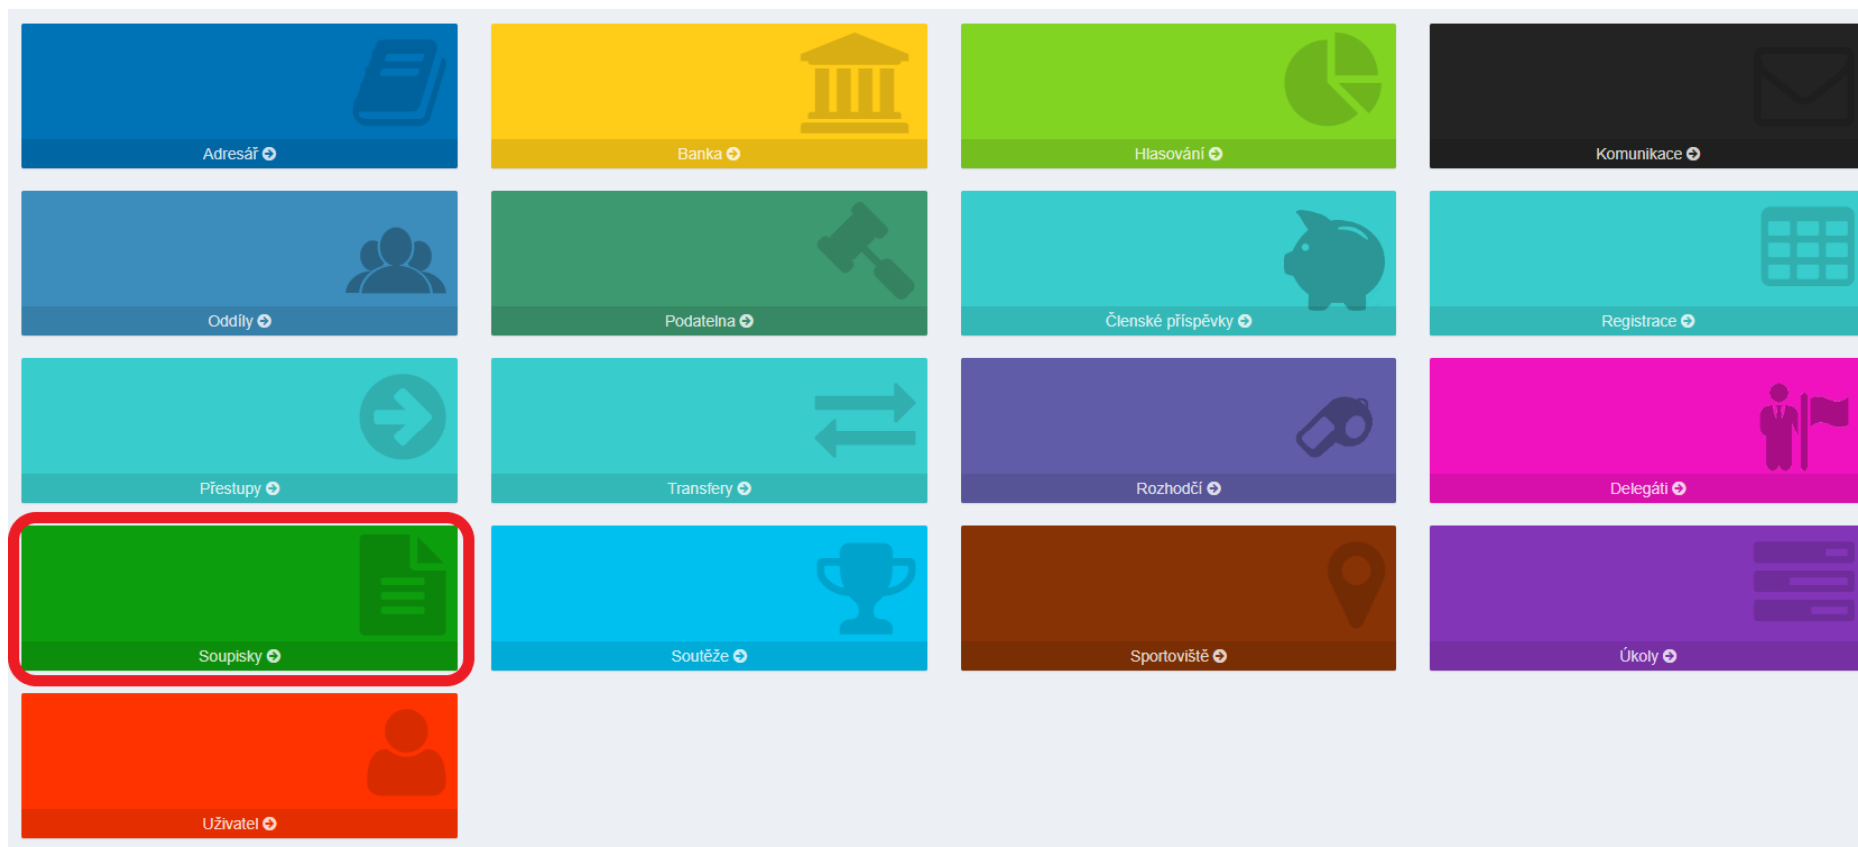 Adresář
Banka
Hlasování
Komunikace
Oddíly
Podatelna
Členské příspěvky
Registrace
Přestupy
Transfery
Rozhodčí
Delegáti
Soupisky
Soutěže
Sportoviště
Úkoly
Uživatel